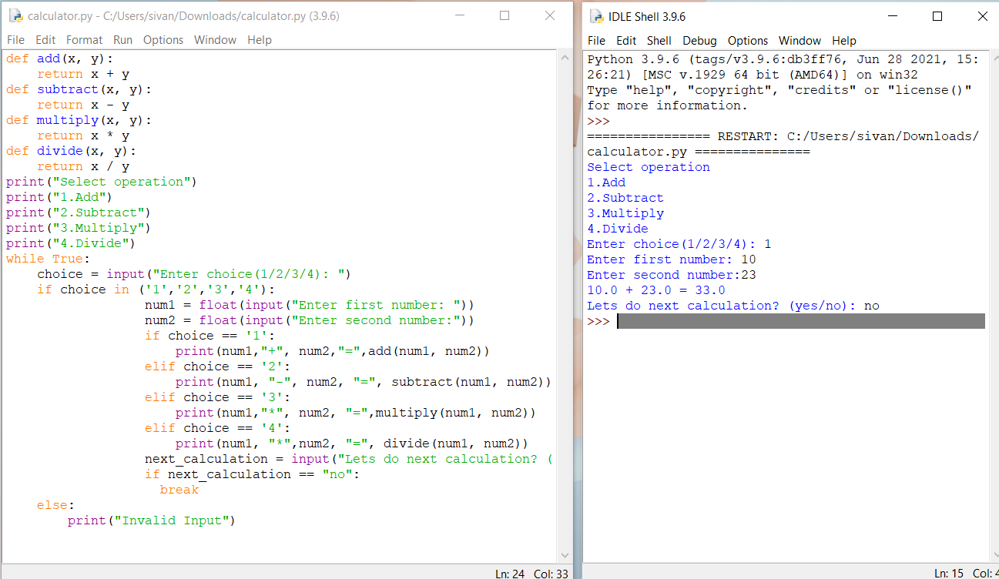 calculator.py - C:/Users/sivan/Downloads/calculator.py (3.9.6)
File Edit Format Run Options Window Help
def add(x, y):
    return x + y
def subtract(x, y):
    return x - y
def multiply(x, y):
    return x * y
def divide(x, y):
    return x / y
print("Select operation")
print("1.Add")
print("2.Subtract")
print("3.Multiply")
print("4.Divide")
while True:
    choice = input("Enter choice(1/2/3/4): ")
    if choice in ('1','2','3','4'):
                  num1 = float(input("Enter first number: "))
                  num2 = float(input("Enter second number:"))
                  if choice == '1':
                      print(num1,"+", num2,"=",add(num1, num2))
                  elif choice == '2':
                      print(num1, "-", num2, "=", subtract(num1, num2))
                  elif choice == '3':
                      print(num1,"*", num2, "=",multiply(num1, num2))
                  elif choice == '4':
                      print(num1, "*",num2, "=", divide(num1, num2))
                  next_calculation = input("Lets do next calculation? (
                  if next_calculation == "no":
                    break
    else:
        print("Invalid Input")
Ln: 24 Col: 33
IDLE Shell 3.9.6
File Edit Shell Debug Options Window Help
Python 3.9.6 (tags/v3.9.6:db3ff76, Jun 28 2021, 15:
26:21) [MSC v.1929 64 bit (AMD64)] on win32
Type "help", "copyright", "credits" or "license()"
for more information.
>>>
================ RESTART: C:/Users/sivan/Downloads/
calculator.py ===============
Select operation
1.Add
2.Subtract
3.Multiply
4.Divide
Enter choice(1/2/3/4): 1
Enter first number: 10
Enter second number:23
10.0 + 23.0 = 33.0
Lets do next calculation? (yes/no): no
>>>
Ln: 15 Col: 4